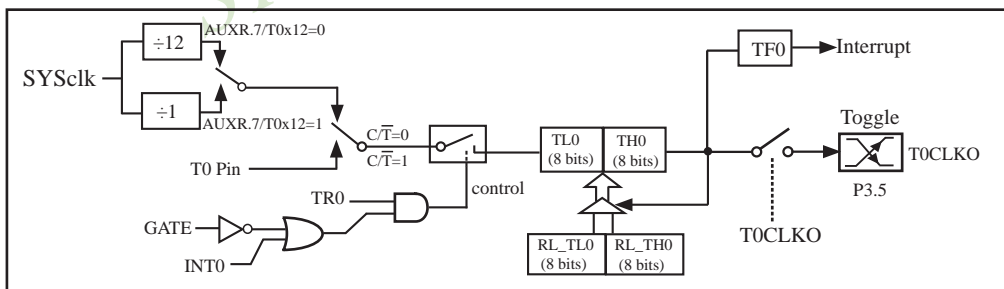 AUXR.7/T0x12=0
÷12
SYSclk
÷1
AUXR.7/T0x12=1
T0 Pin
C/T̅=0
C/T̅=1
TR0
GATE
INT0
control
TL0
(8 bits)
TH0
(8 bits)
RL_TL0
(8 bits)
RL_TH0
(8 bits)
TF0
Interrupt
Toggle
T0CLKO
P3.5
T0CLKO